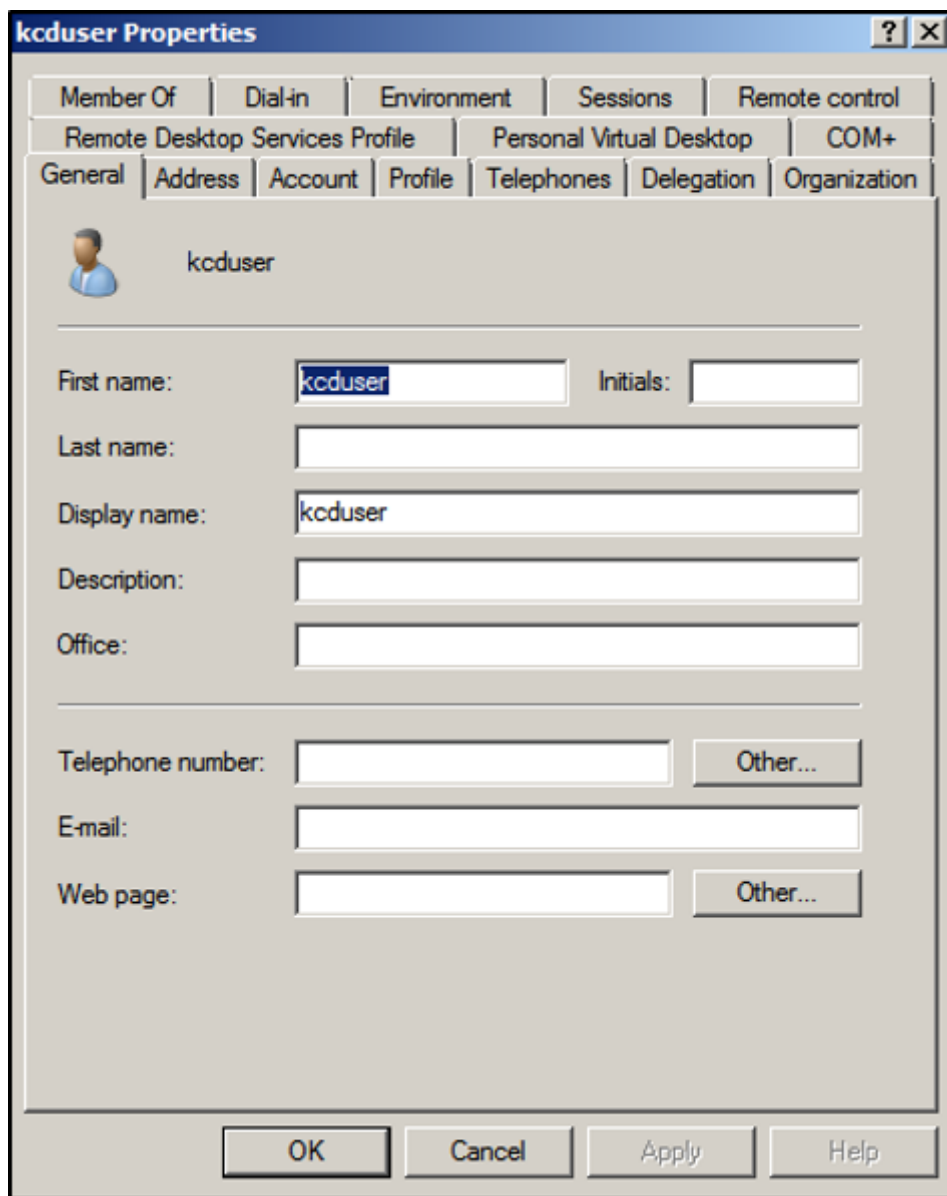 kcduser Properties
Member Of Dial-in Environment Sessions Remote control
Remote Desktop Services Profile Personal Virtual Desktop COM+
General Address Account Profile Telephones Delegation Organization
kcduser
First name: kcduser Initials:
Last name:
Display name: kcduser
Description:
Office:
Telephone number: Other...
E-mail:
Web page: Other...
OK Cancel Apply Help